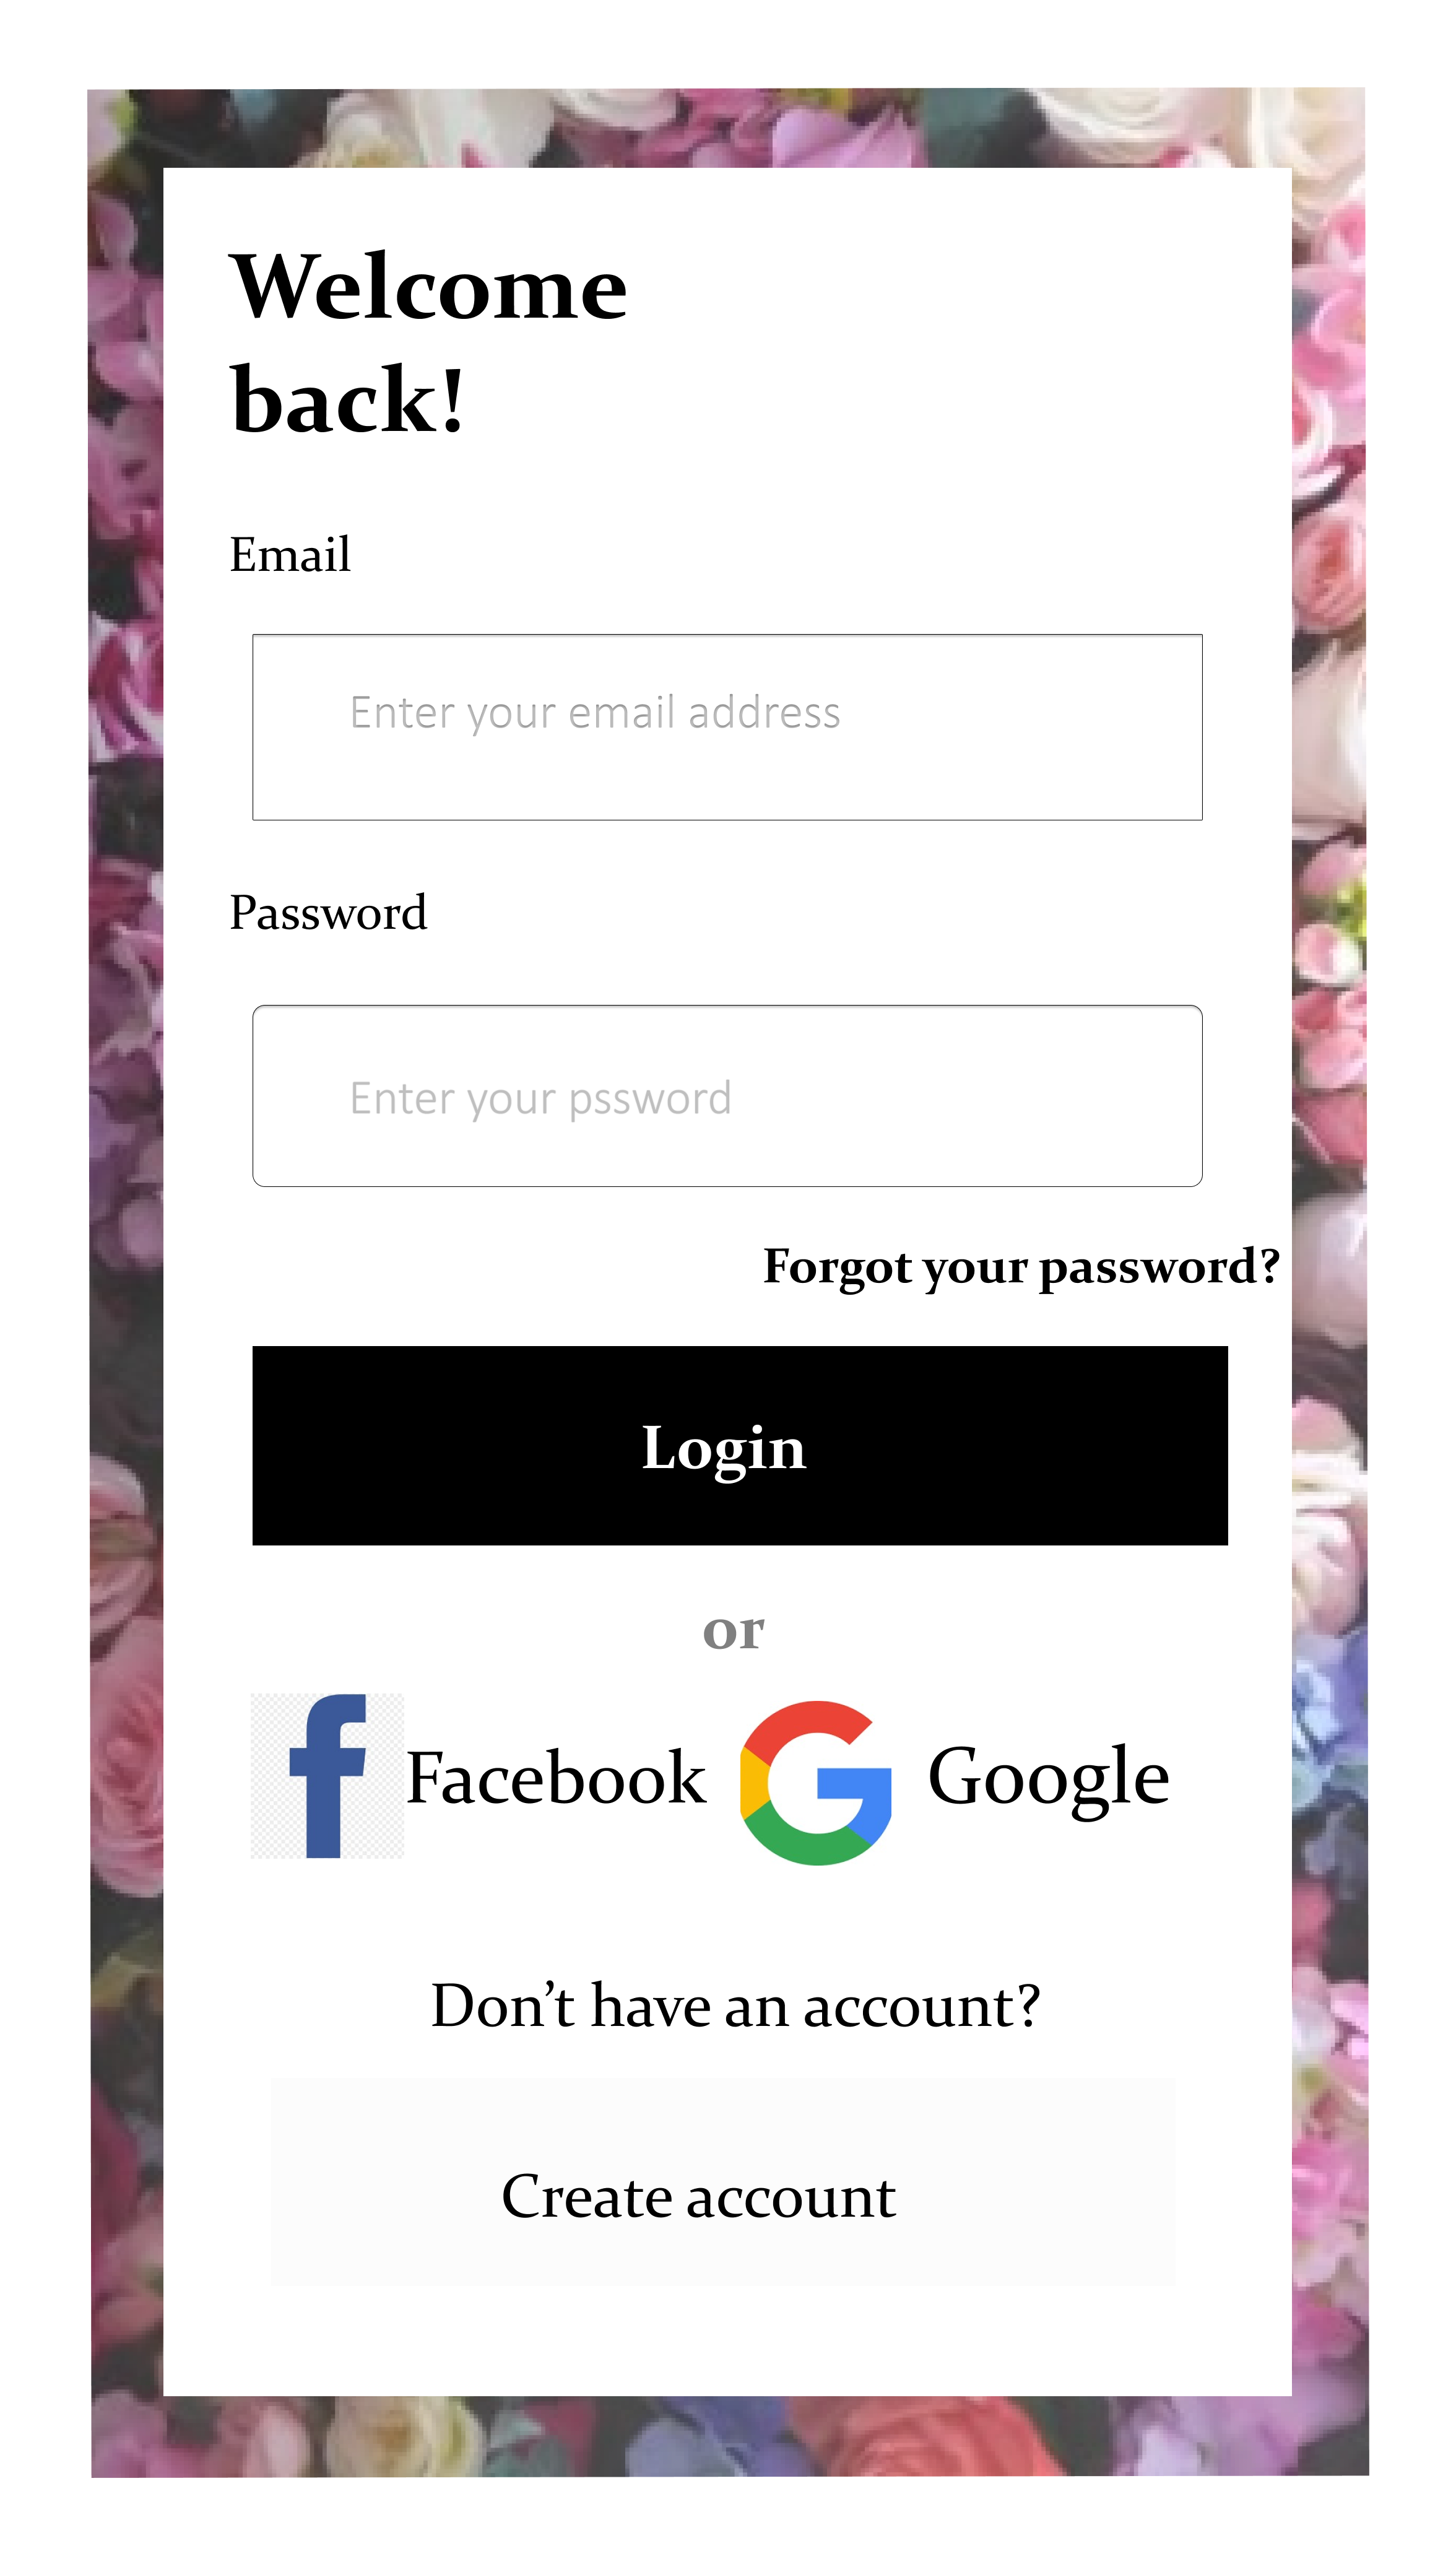 Welcome
back!
Email
Enter your email address
Password
Enter your pssword
Forgot your password?
Login
or
Facebook Google
Don’t have an account?
Create account